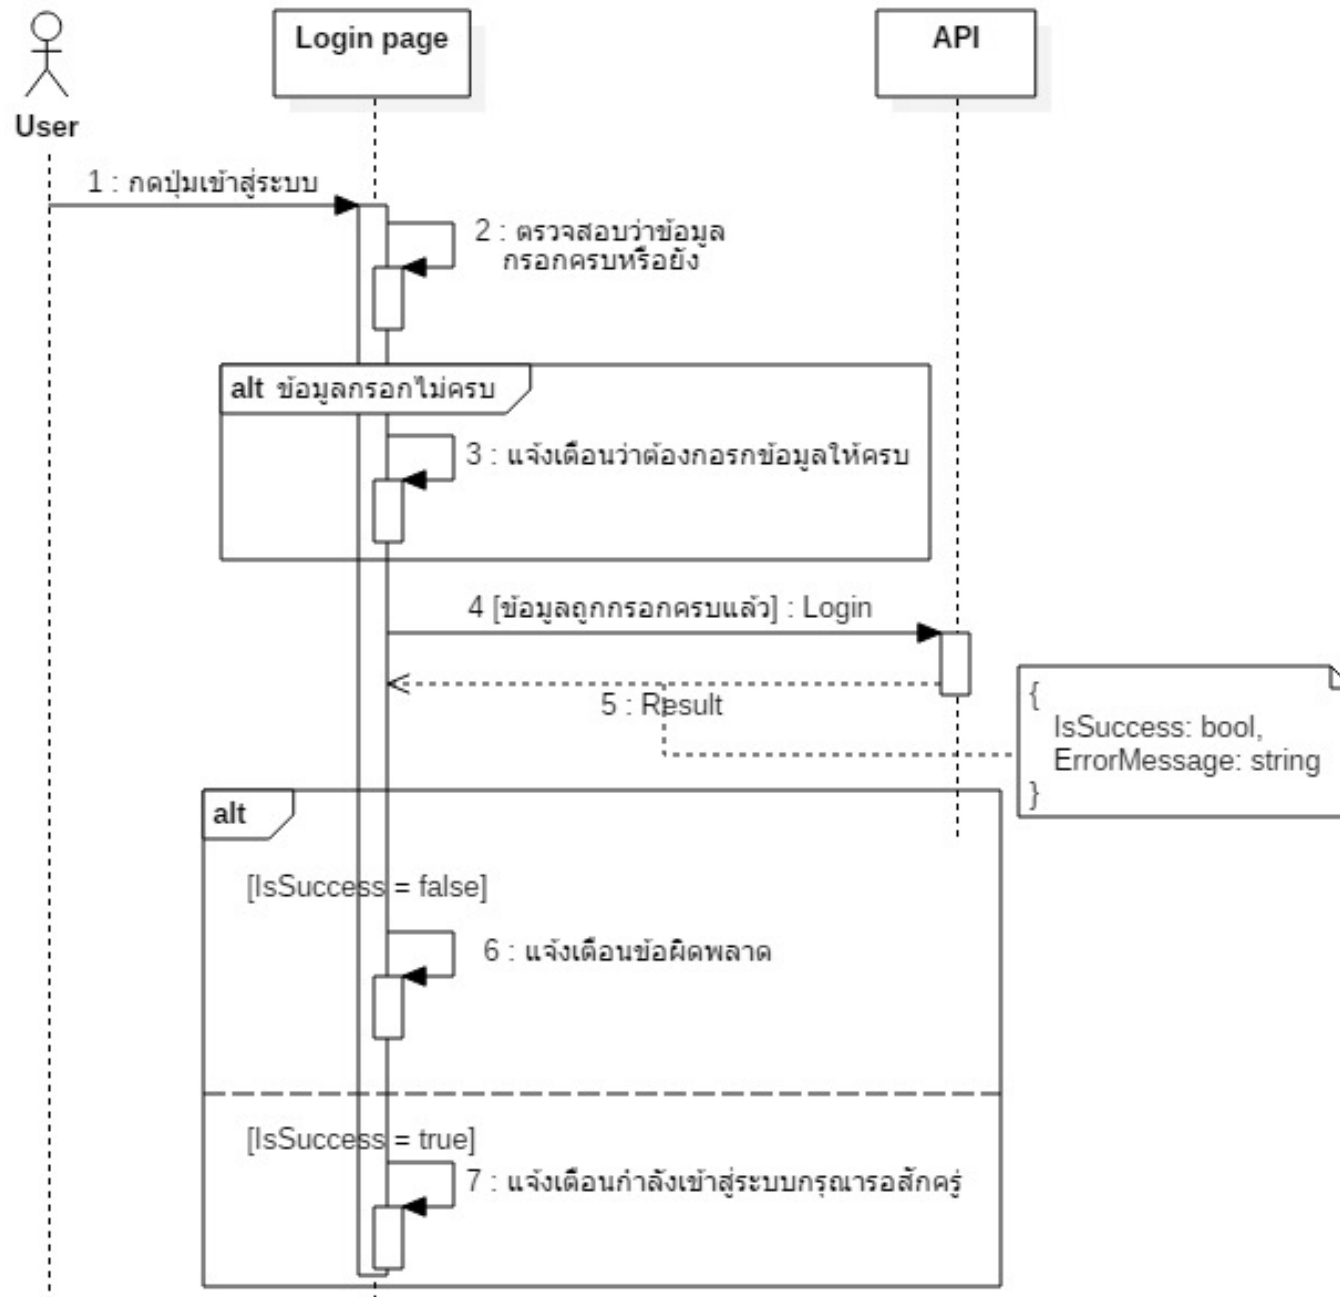 Login page
API
User
1 : กดปุ่มเข้าสู่ระบบ
2 : ตรวจสอบว่าข้อมูล
กรอกครบหรือยัง
alt ข้อมูลกรอกไม่ครบ
3 : แจ้งเตือนว่าต้องกอรกข้อมูลให้ครบ
4 [ข้อมูลถูกกรอกครบแล้ว] : Login
5 : Result
{
IsSuccess: bool,
ErrorMessage: string
}
alt
[IsSuccess = false]
6 : แจ้งเตือนข้อผิดพลาด
[IsSuccess = true]
7 : แจ้งเตือนกำลังเข้าสู่ระบบกรุณารอสักครู่